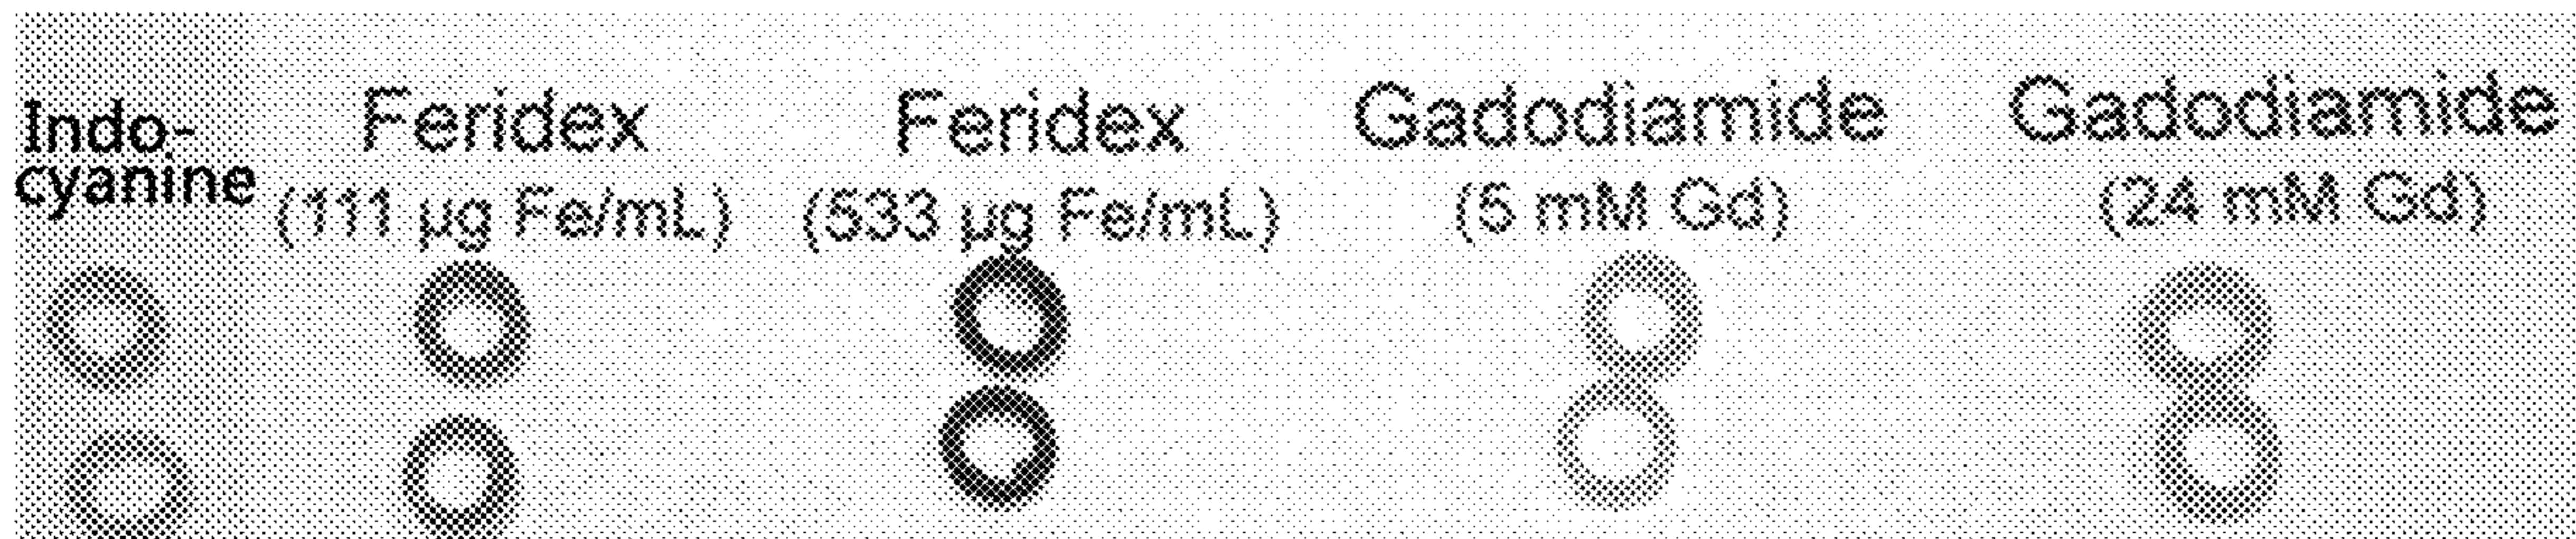 Indo-
cyanine
Feridex
(111 µg Fe/mL)
Feridex
(533 µg Fe/mL)
Gadodiamide
(5 mM Gd)
Gadodiamide
(24 mM Gd)